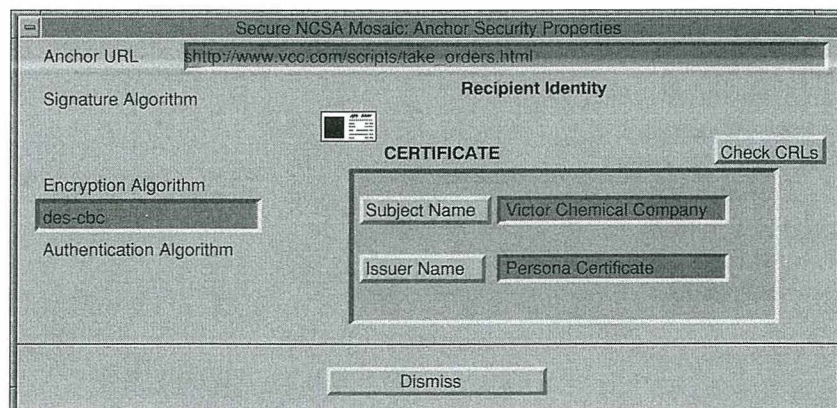 Secure NCSA Mosaic: Anchor Security Properties
Anchor URL shttp://www.vcc.com/scripts/take_orders.html
Signature Algorithm
Recipient Identity
CERTIFICATE
Check CRLs
Encryption Algorithm
des-cbc
Authentication Algorithm
Subject Name Victor Chemical Company
Issuer Name Persona Certificate
Dismiss